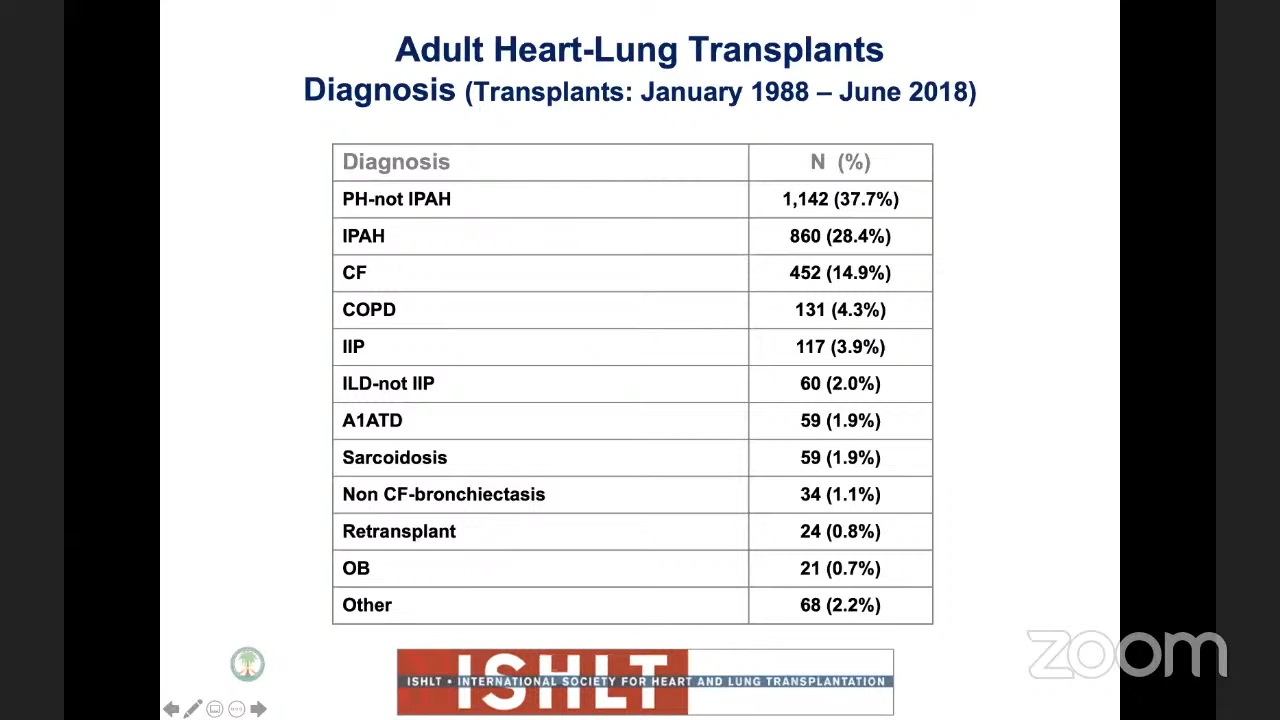 Adult Heart-Lung Transplants
Diagnosis (Transplants: January 1988 – June 2018)
Diagnosis N (%)
PH-not IPAH 1,142 (37.7%)
IPAH 860 (28.4%)
CF 452 (14.9%)
COPD 131 (4.3%)
IIP 117 (3.9%)
ILD-not IIP 60 (2.0%)
A1ATD 59 (1.9%)
Sarcoidosis 59 (1.9%)
Non CF-bronchiectasis 34 (1.1%)
Retransplant 24 (0.8%)
OB 21 (0.7%)
Other 68 (2.2%)
ISHLT
ISHLT • INTERNATIONAL SOCIETY FOR HEART AND LUNG TRANSPLANTATION
zoom